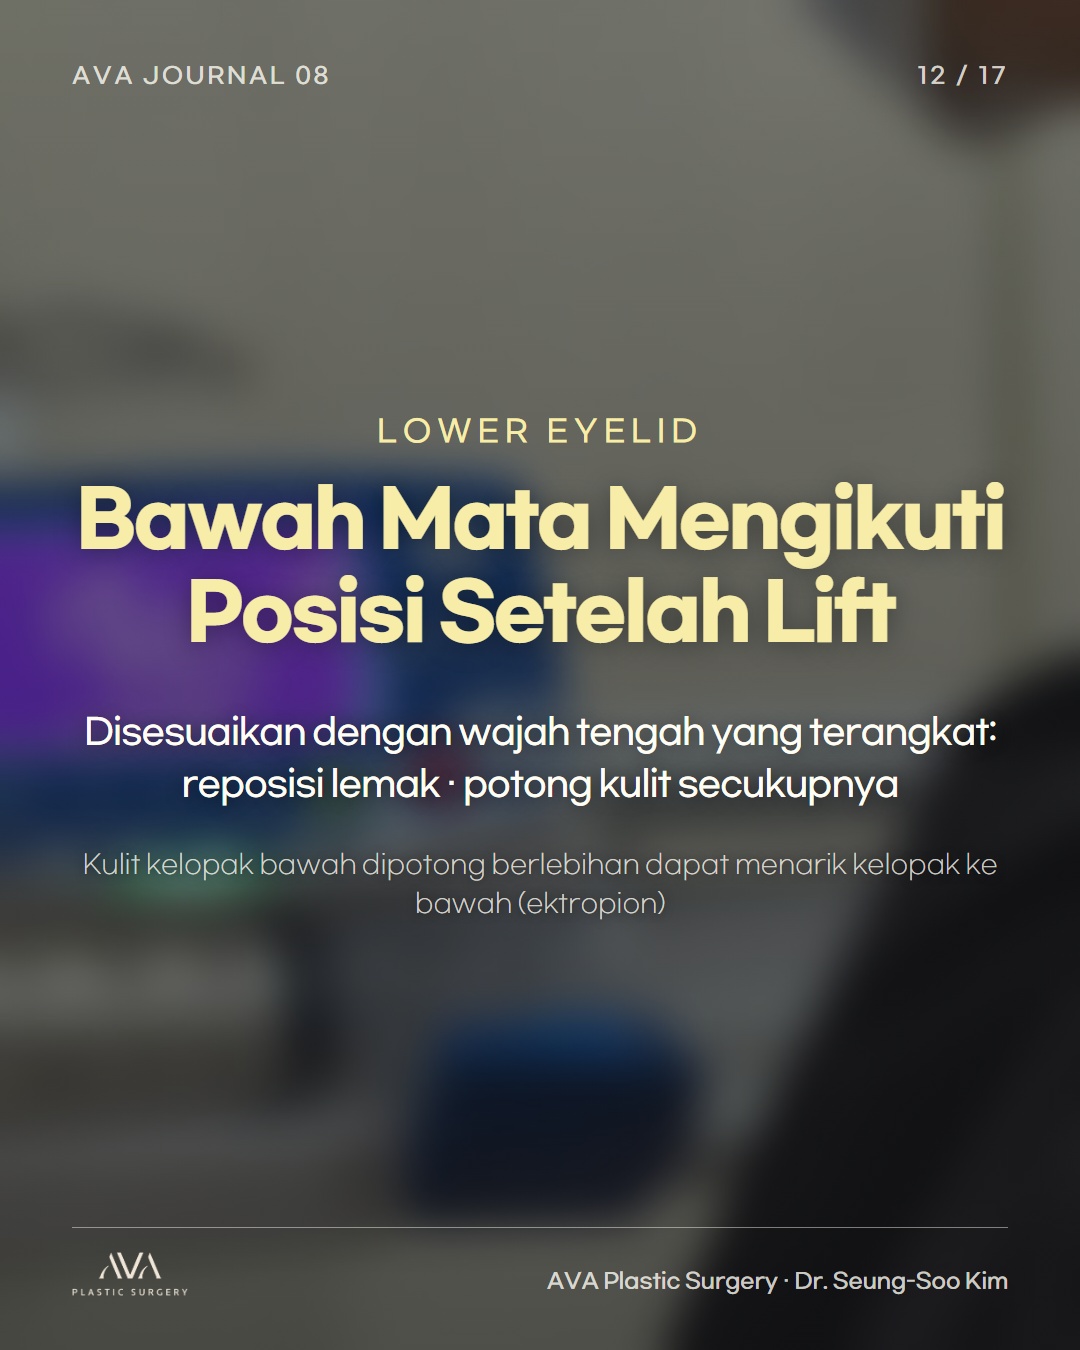 AVA JOURNAL 08
12 / 17
LOWER EYELID
Bawah Mata Mengikuti
Posisi Setelah Lift
Disesuaikan dengan wajah tengah yang terangkat:
reposisi lemak · potong kulit secukupnya
Kulit kelopak bawah dipotong berlebihan dapat menarik kelopak ke
bawah (ektropion)
AVA
PLASTIC SURGERY
AVA Plastic Surgery · Dr. Seung-Soo Kim